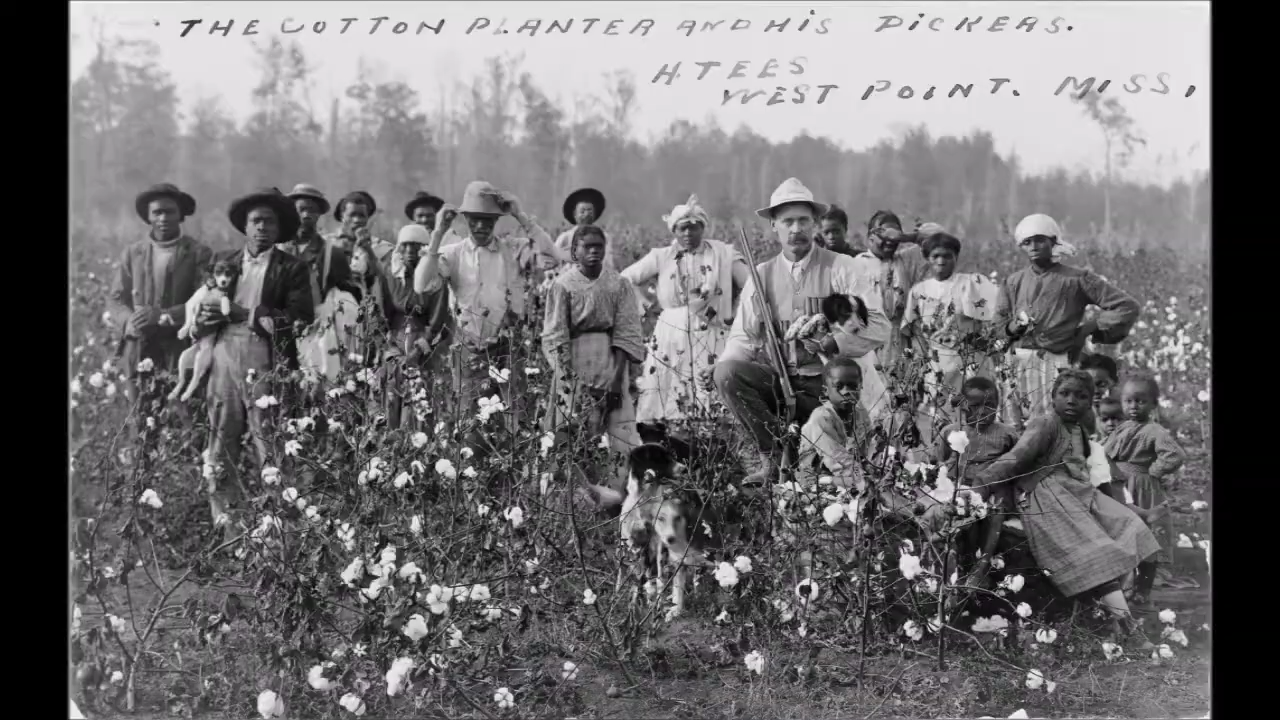 THE COTTON PLANTER AND HIS PICKERS.
H. TEES
WEST POINT. MISS,